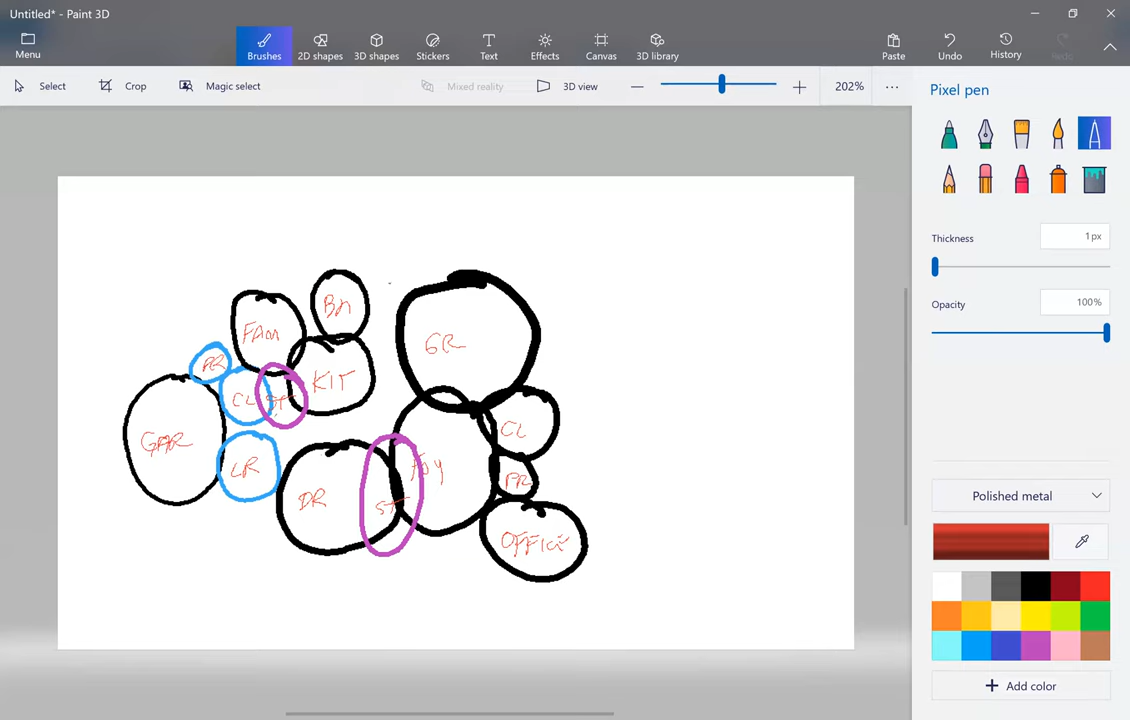 Untitled* - Paint 3D
Menu
Brushes
2D shapes
3D shapes
Stickers
Text
Effects
Canvas
3D library
Paste
Undo
History
Redo
Select
Crop
Magic select
Mixed reality
3D view
202%
Pixel pen
Thickness
1px
Opacity
100%
Polished metal
Add color
BN
FAM
GR
PR
KIT
CL
ST
CL
GAR
LR
FOY
PR
DR
ST
OFFICE